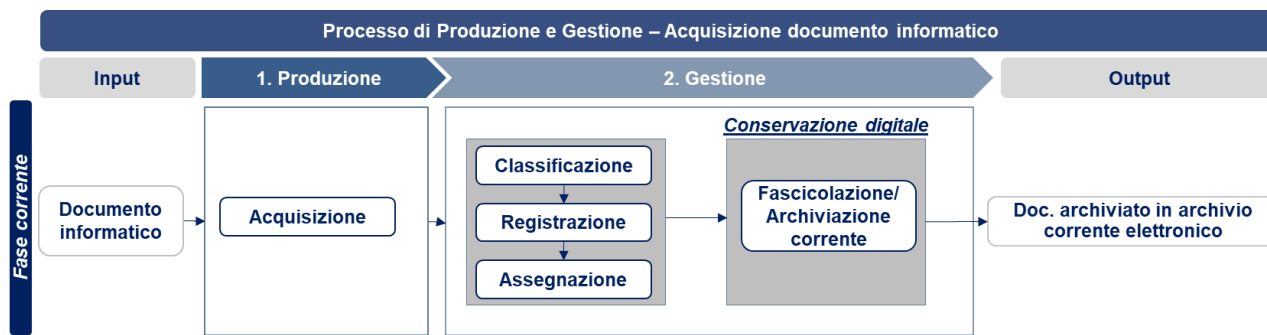 Processo di Produzione e Gestione – Acquisizione documento informatico
Input
1. Produzione
2. Gestione
Output
Fase corrente
Documento
informatico
Acquisizione
Classificazione
Registrazione
Assegnazione
Conservazione digitale
Fascicolazione/
Archiviazione
corrente
Doc. archiviato in archivio
corrente elettronico